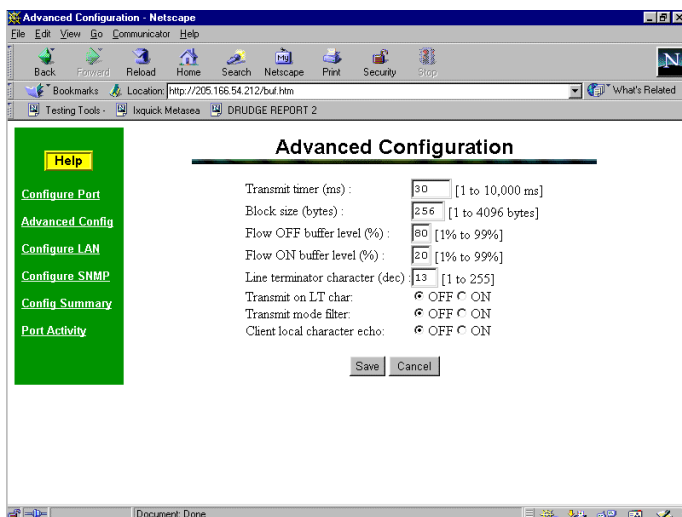 Advanced Configuration - Netscape
File Edit View Go Communicator Help
Back Forward Reload Home Search Netscape Print Security Stop
My
N
Bookmarks Location: http://205.166.54.212/buf.htm What's Related
Testing Tools - Ixquick Metasea DRUDGE REPORT 2
Help
Configure Port
Advanced Config
Configure LAN
Configure SNMP
Config Summary
Port Activity
Advanced Configuration
Transmit timer (ms) : 30 [1 to 10,000 ms]
Block size (bytes) : 256 [1 to 4096 bytes]
Flow OFF buffer level (%) : 80 [1% to 99%]
Flow ON buffer level (%) : 20 [1% to 99%]
Line terminator character (dec) : 13 [1 to 255]
Transmit on LT char: OFF ON
Transmit mode filter: OFF ON
Client local character echo: OFF ON
Save Cancel
Document: Done